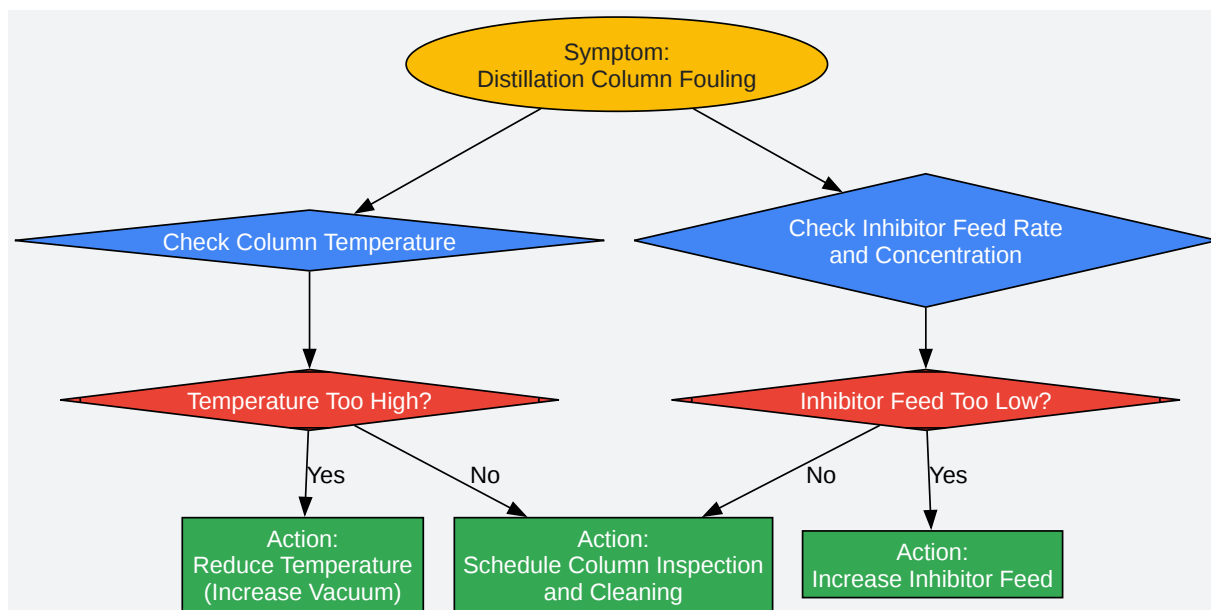 Symptom:
Distillation Column Fouling
Check Column Temperature
Check Inhibitor Feed Rate
and Concentration
Temperature Too High?
Inhibitor Feed Too Low?
Yes
No
No
Yes
Action:
Reduce Temperature
(Increase Vacuum)
Action:
Schedule Column Inspection
and Cleaning
Action:
Increase Inhibitor Feed